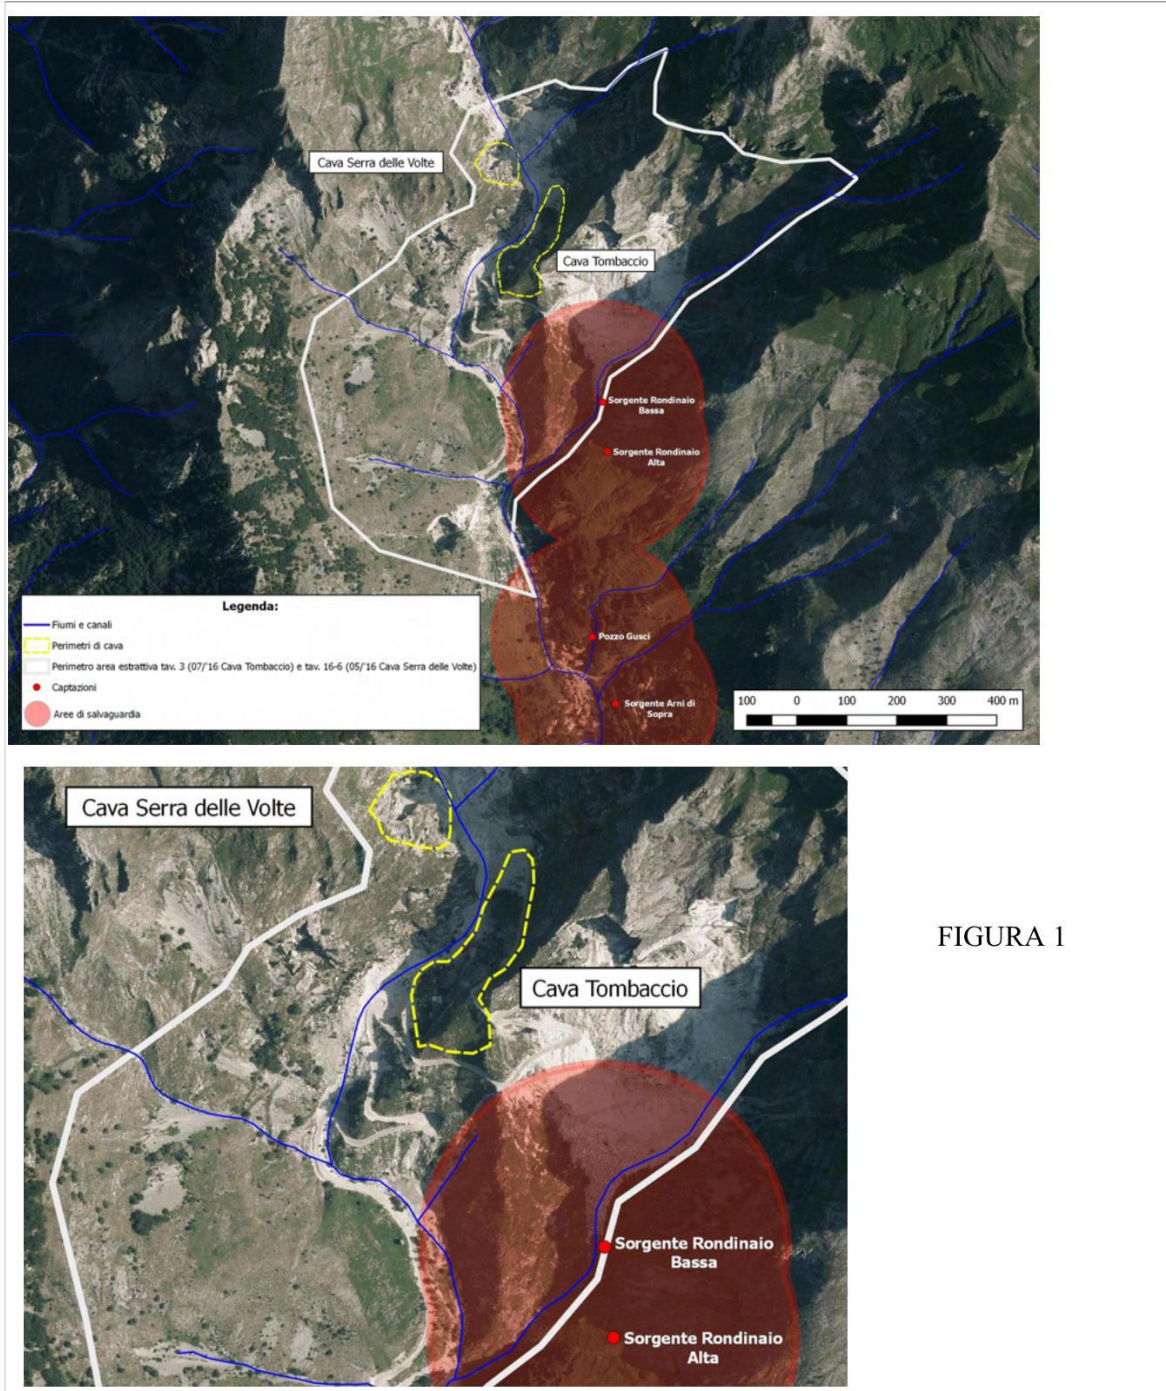 Cava Serra delle Volte
Cava Tombaccio
Sorgente Rondinaio
Bassa
Sorgente Rondinaio
Alta
Pozzo Gusci
Sorgente Arni di
Sopra
Legenda:
Fiumi e canali
Perimetri di cava
Perimetro area estrattiva tav. 3 (07/'16 Cava Tombaccio) e tav. 16-6 (05/'16 Cava Serra delle Volte)
Captazioni
Aree di salvaguardia
100 0 100 200 300 400 m
Cava Serra delle Volte
Cava Tombaccio
FIGURA 1
Sorgente Rondinaio
Bassa
Sorgente Rondinaio
Alta